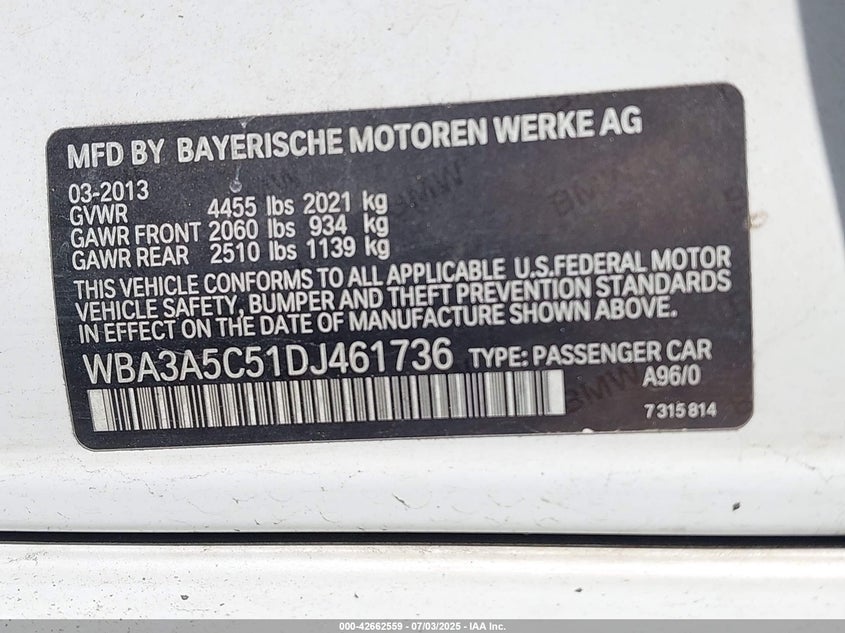 MFD BY BAYERISCHE MOTOREN WERKE AG
03-2013
GVWR 4455 lbs 2021 kg
GAWR FRONT 2060 lbs 934 kg
GAWR REAR 2510 lbs 1139 kg
THIS VEHICLE CONFORMS TO ALL APPLICABLE U.S.FEDERAL MOTOR
VEHICLE SAFETY, BUMPER AND THEFT PREVENTION STANDARDS
IN EFFECT ON THE DATE OF MANUFACTURE SHOWN ABOVE.
WBA3A5C51DJ461736 TYPE: PASSENGER CAR
A96/0
7 315 814
BMW
BMW
BMW
000-42662559 - 07/03/2025 - IAA Inc.